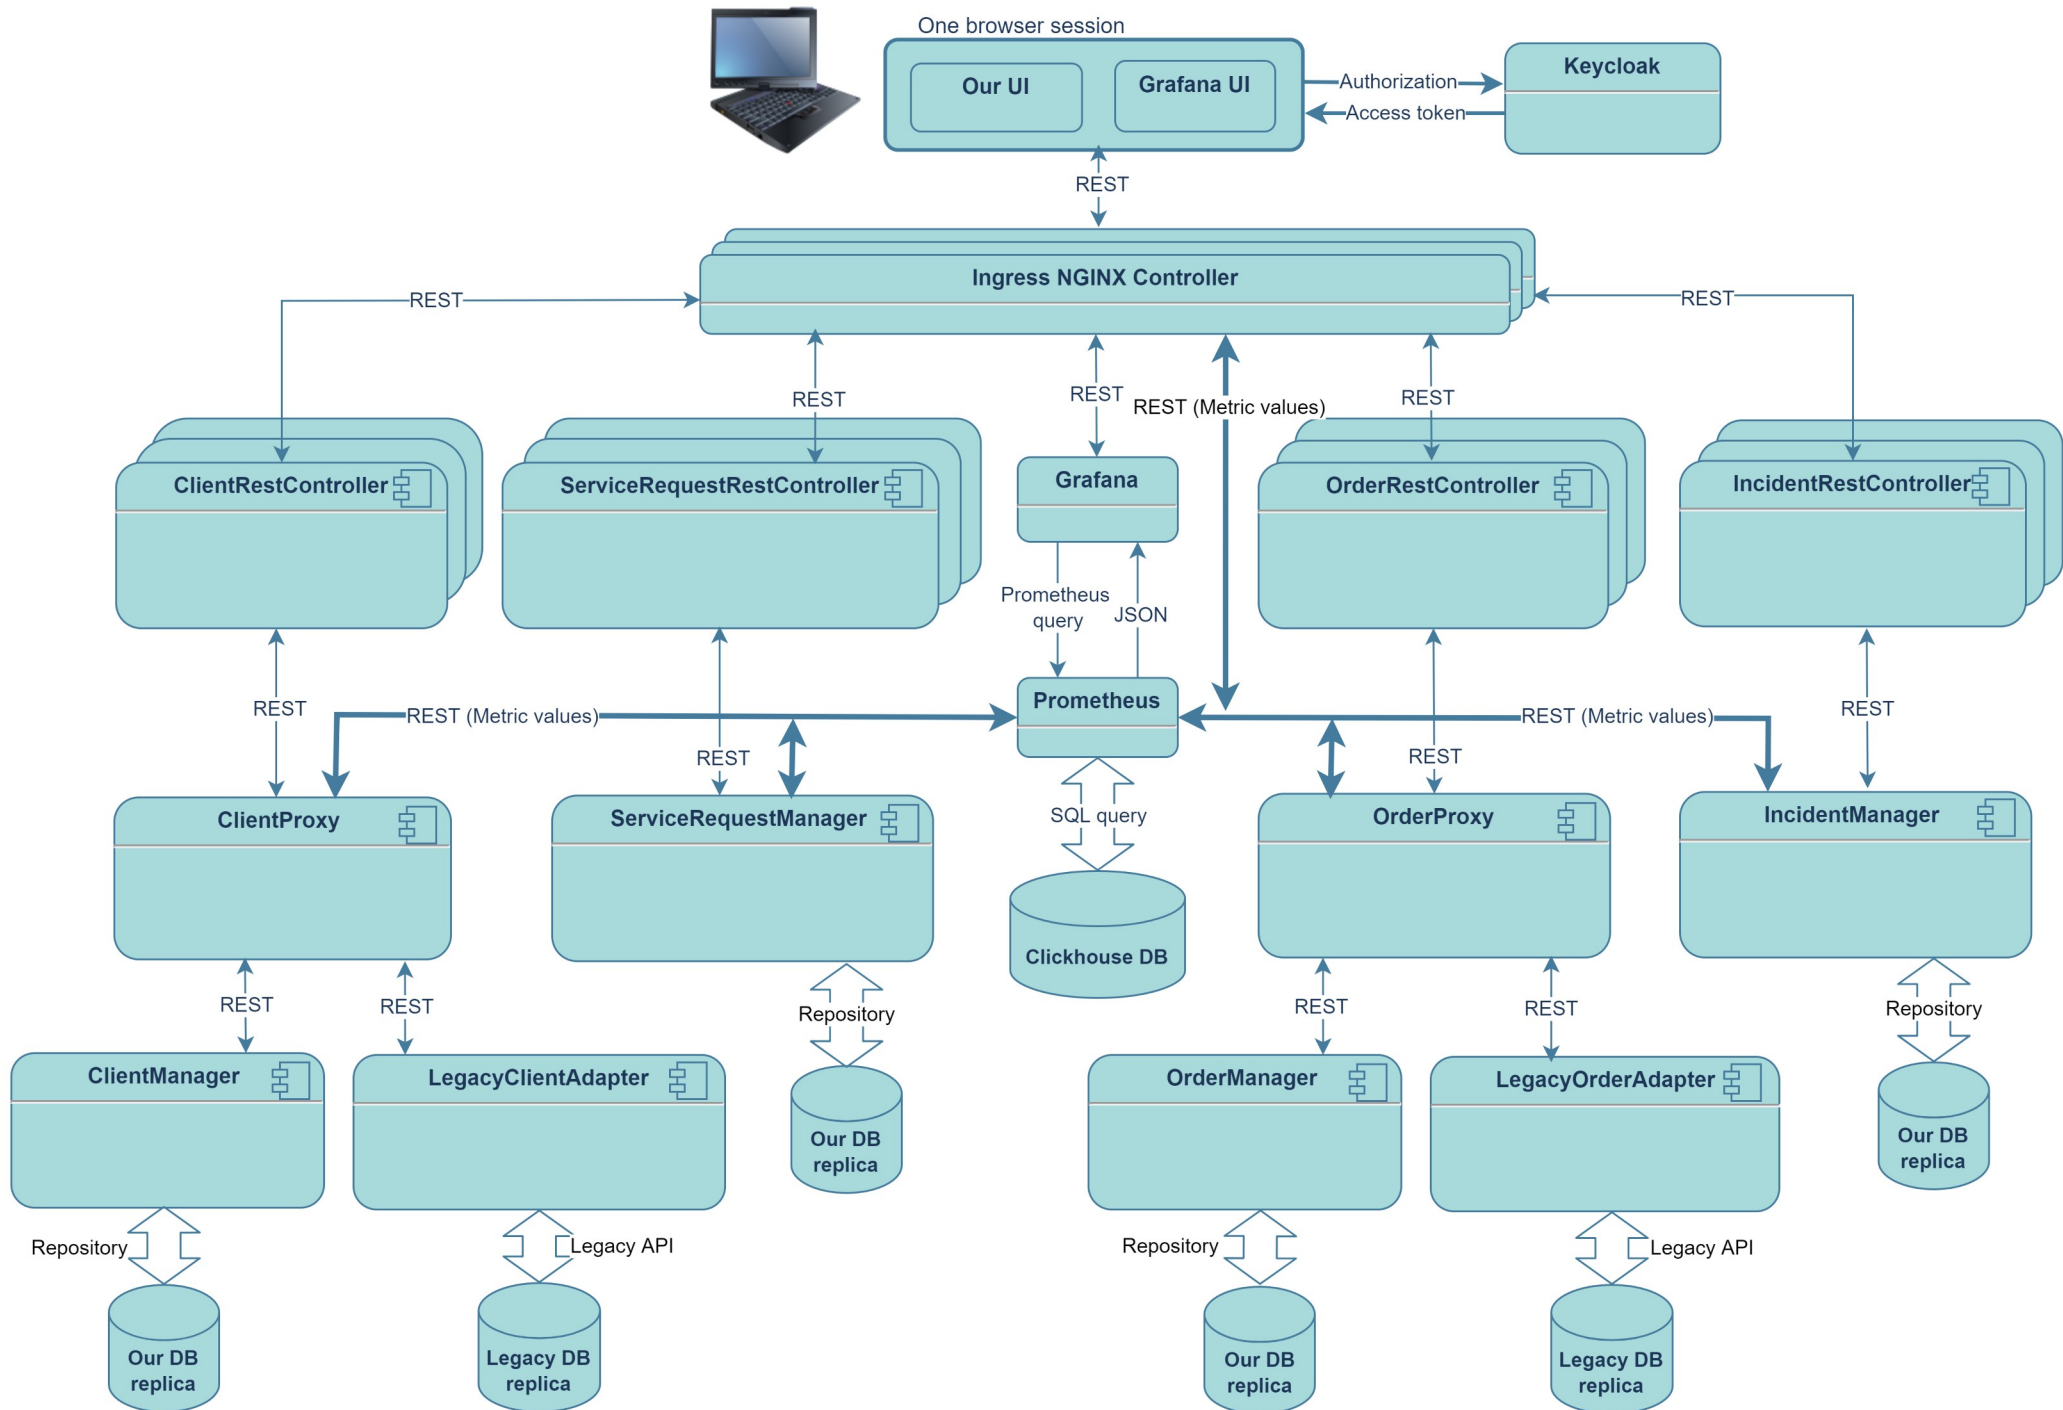 One browser session
Our UI
Grafana UI
Authorization
Access token
Keycloak
REST
Ingress NGINX Controller
REST
REST
REST
REST
REST (Metric values)
REST
ClientRestController
ServiceRequestRestController
Grafana
OrderRestController
IncidentRestController
Prometheus
query
JSON
REST
REST (Metric values)
REST
Prometheus
REST (Metric values)
REST
REST
ClientProxy
ServiceRequestManager
SQL query
OrderProxy
IncidentManager
Clickhouse DB
REST
REST
Repository
REST
REST
Repository
ClientManager
LegacyClientAdapter
Our DB
replica
OrderManager
LegacyOrderAdapter
Our DB
replica
Repository
Legacy API
Repository
Legacy API
Our DB
replica
Legacy DB
replica
Our DB
replica
Legacy DB
replica